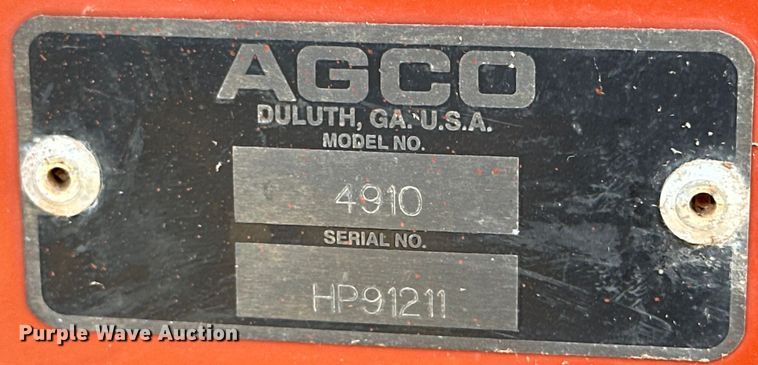 AGCO
DULUTH, GA. U.S.A.
MODEL NO.
4910
SERIAL NO.
HP91211
Purple Wave Auction